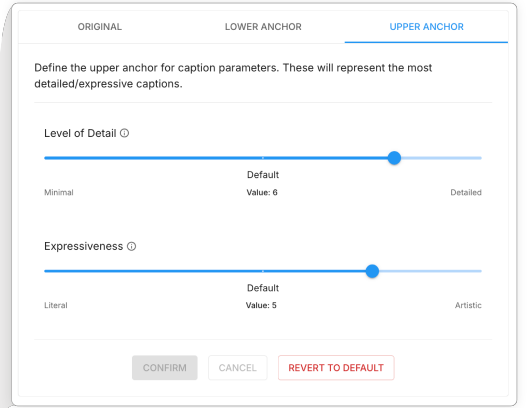 ORIGINAL LOWER ANCHOR UPPER ANCHOR
Define the upper anchor for caption parameters. These will represent the most
detailed/expressive captions.
Level of Detail
Default
Minimal Value: 6 Detailed
Expressiveness
Default
Literal Value: 5 Artistic
CONFIRM CANCEL REVERT TO DEFAULT